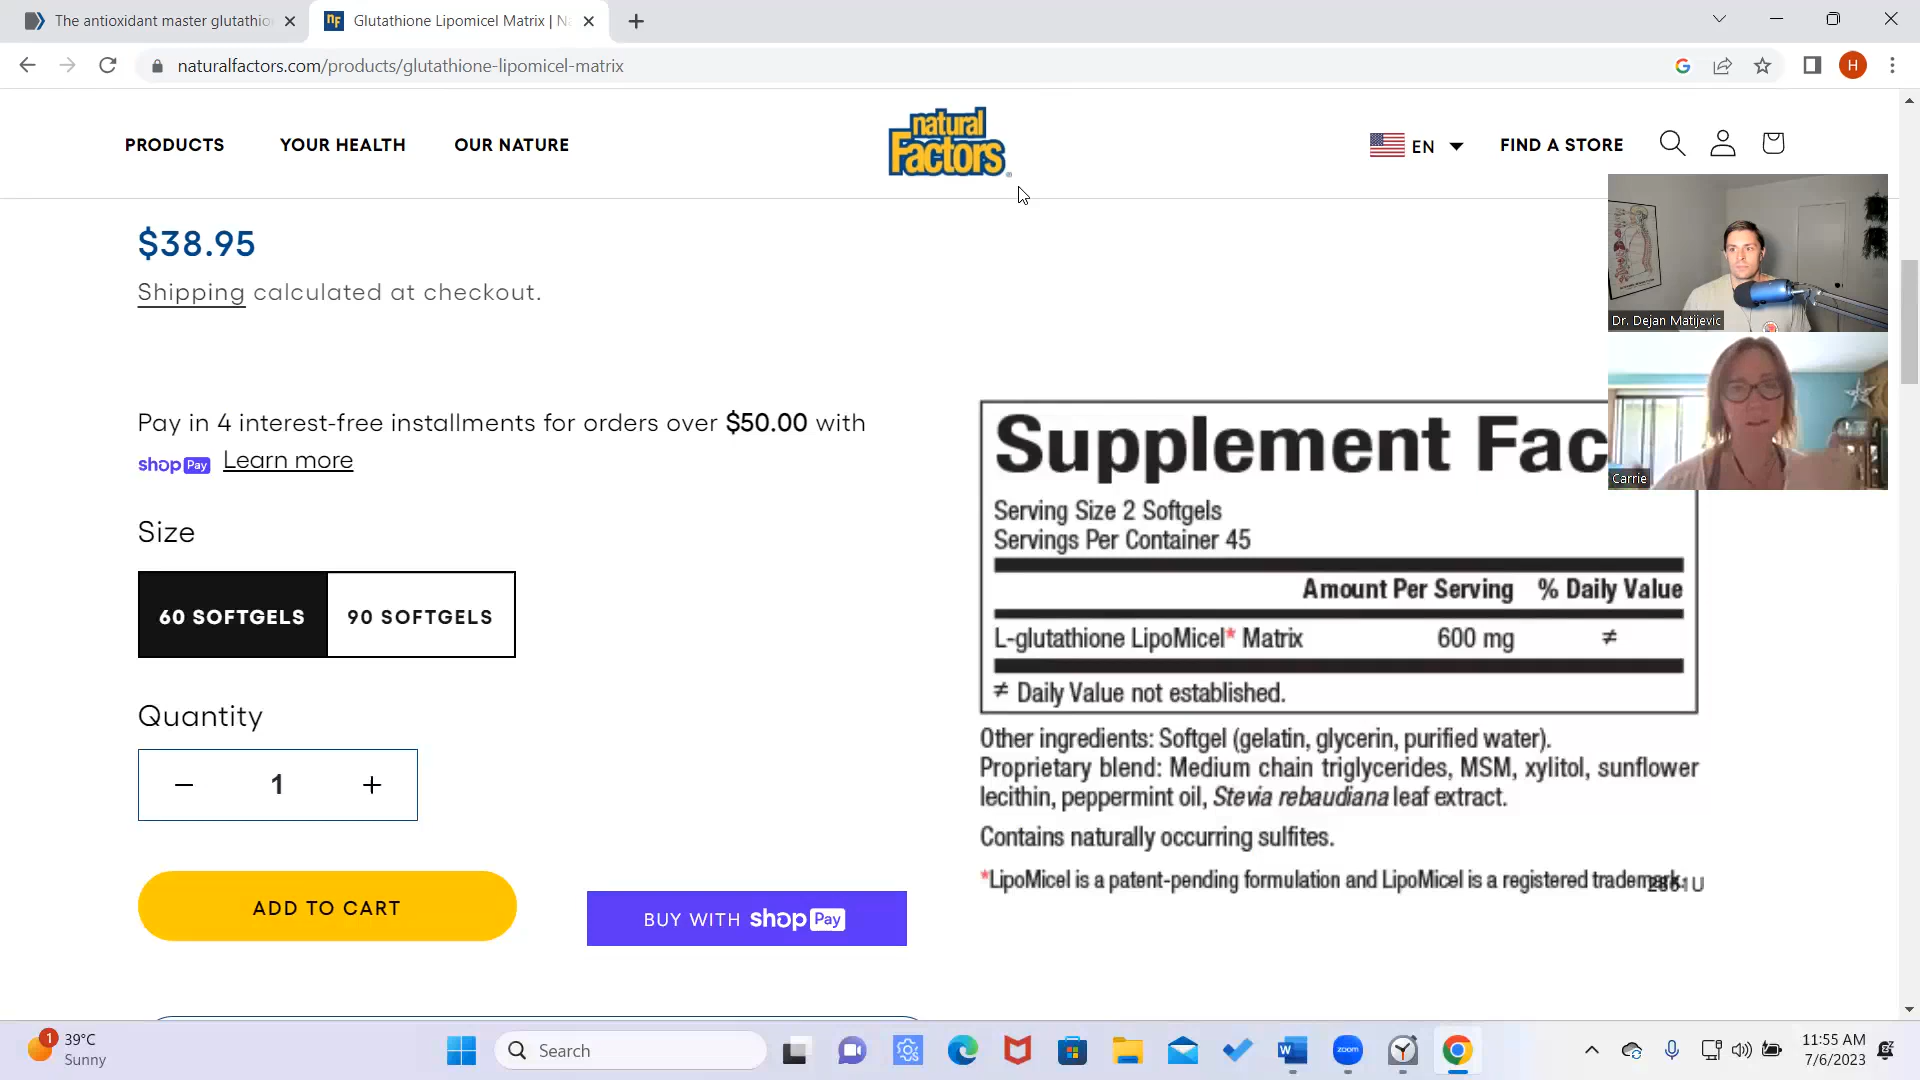 The antioxidant master glutathio
Glutathione Lipomicel Matrix | N
naturalfactors.com/products/glutathione-lipomicel-matrix
H
PRODUCTS
YOUR HEALTH
OUR NATURE
natural
Factors
EN
FIND A STORE
$38.95
Shipping calculated at checkout.
Dr. Dejan Matijevic
Carrie
Pay in 4 interest-free installments for orders over $50.00 with
shop Pay Learn more
Size
60 SOFTGELS
90 SOFTGELS
Quantity
1
ADD TO CART
BUY WITH shop Pay
Supplement Fac
Serving Size 2 Softgels
Servings Per Container 45
Amount Per Serving % Daily Value
L-glutathione LipoMicel* Matrix 600 mg ≠
≠ Daily Value not established.
Other ingredients: Softgel (gelatin, glycerin, purified water).
Proprietary blend: Medium chain triglycerides, MSM, xylitol, sunflower
lecithin, peppermint oil, Stevia rebaudiana leaf extract.
Contains naturally occurring sulfites.
*LipoMicel is a patent-pending formulation and LipoMicel is a registered trademark.
1
39°C
Sunny
Search
zoom
11:55 AM
7/6/2023